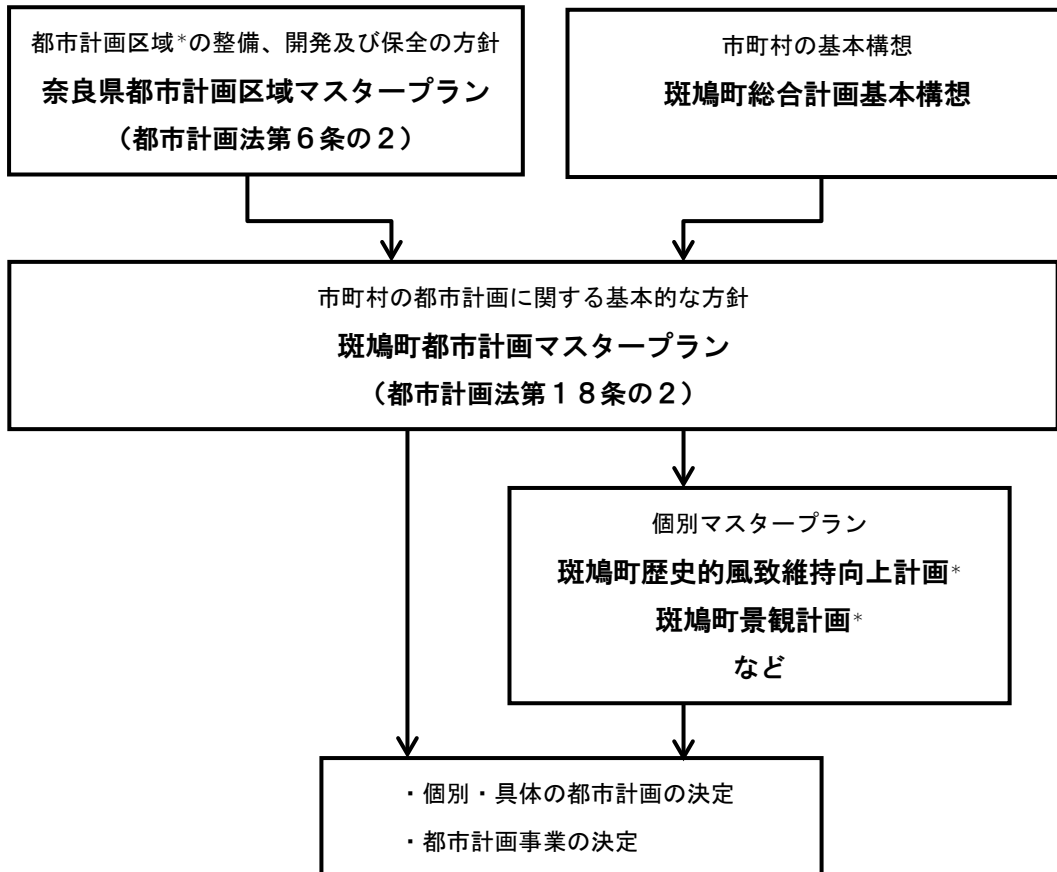 都市計画区域*の整備、開発及び保全の方針
奈良県都市計画区域マスタープラン
（都市計画法第６条の２）
市町村の基本構想
斑鳩町総合計画基本構想
市町村の都市計画に関する基本的な方針
斑鳩町都市計画マスタープラン
（都市計画法第１８条の２）
個別マスタープラン
斑鳩町歴史的風致維持向上計画*
斑鳩町景観計画*
など
・個別・具体の都市計画の決定
・都市計画事業の決定